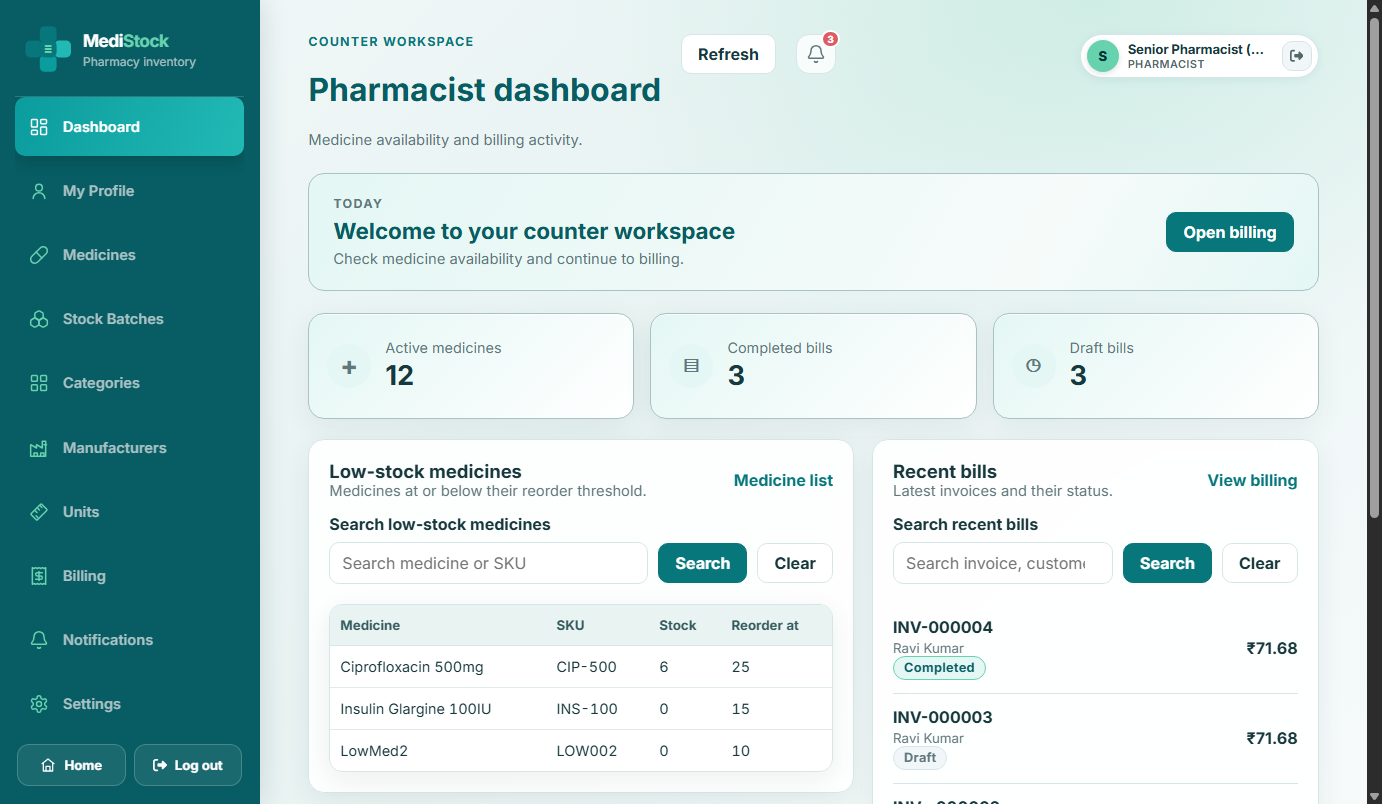 MediStock
Pharmacy inventory
Dashboard
My Profile
Medicines
Stock Batches
Categories
Manufacturers
Units
Billing
Notifications
Settings
Home
Log out
COUNTER WORKSPACE
Pharmacist dashboard
Medicine availability and billing activity.
Refresh
3
S
Senior Pharmacist (...
PHARMACIST
TODAY
Welcome to your counter workspace
Check medicine availability and continue to billing.
Open billing
Active medicines
12
Completed bills
3
Draft bills
3
Low-stock medicines
Medicines at or below their reorder threshold.
Medicine list
Search low-stock medicines
Search medicine or SKU
Search
Clear
Medicine SKU Stock Reorder at
Ciprofloxacin 500mg CIP-500 6 25
Insulin Glargine 100IU INS-100 0 15
LowMed2 LOW002 0 10
Recent bills
Latest invoices and their status.
View billing
Search recent bills
Search invoice, custome
Search
Clear
INV-000004
Ravi Kumar
Completed
₹71.68
INV-000003
Ravi Kumar
Draft
₹71.68